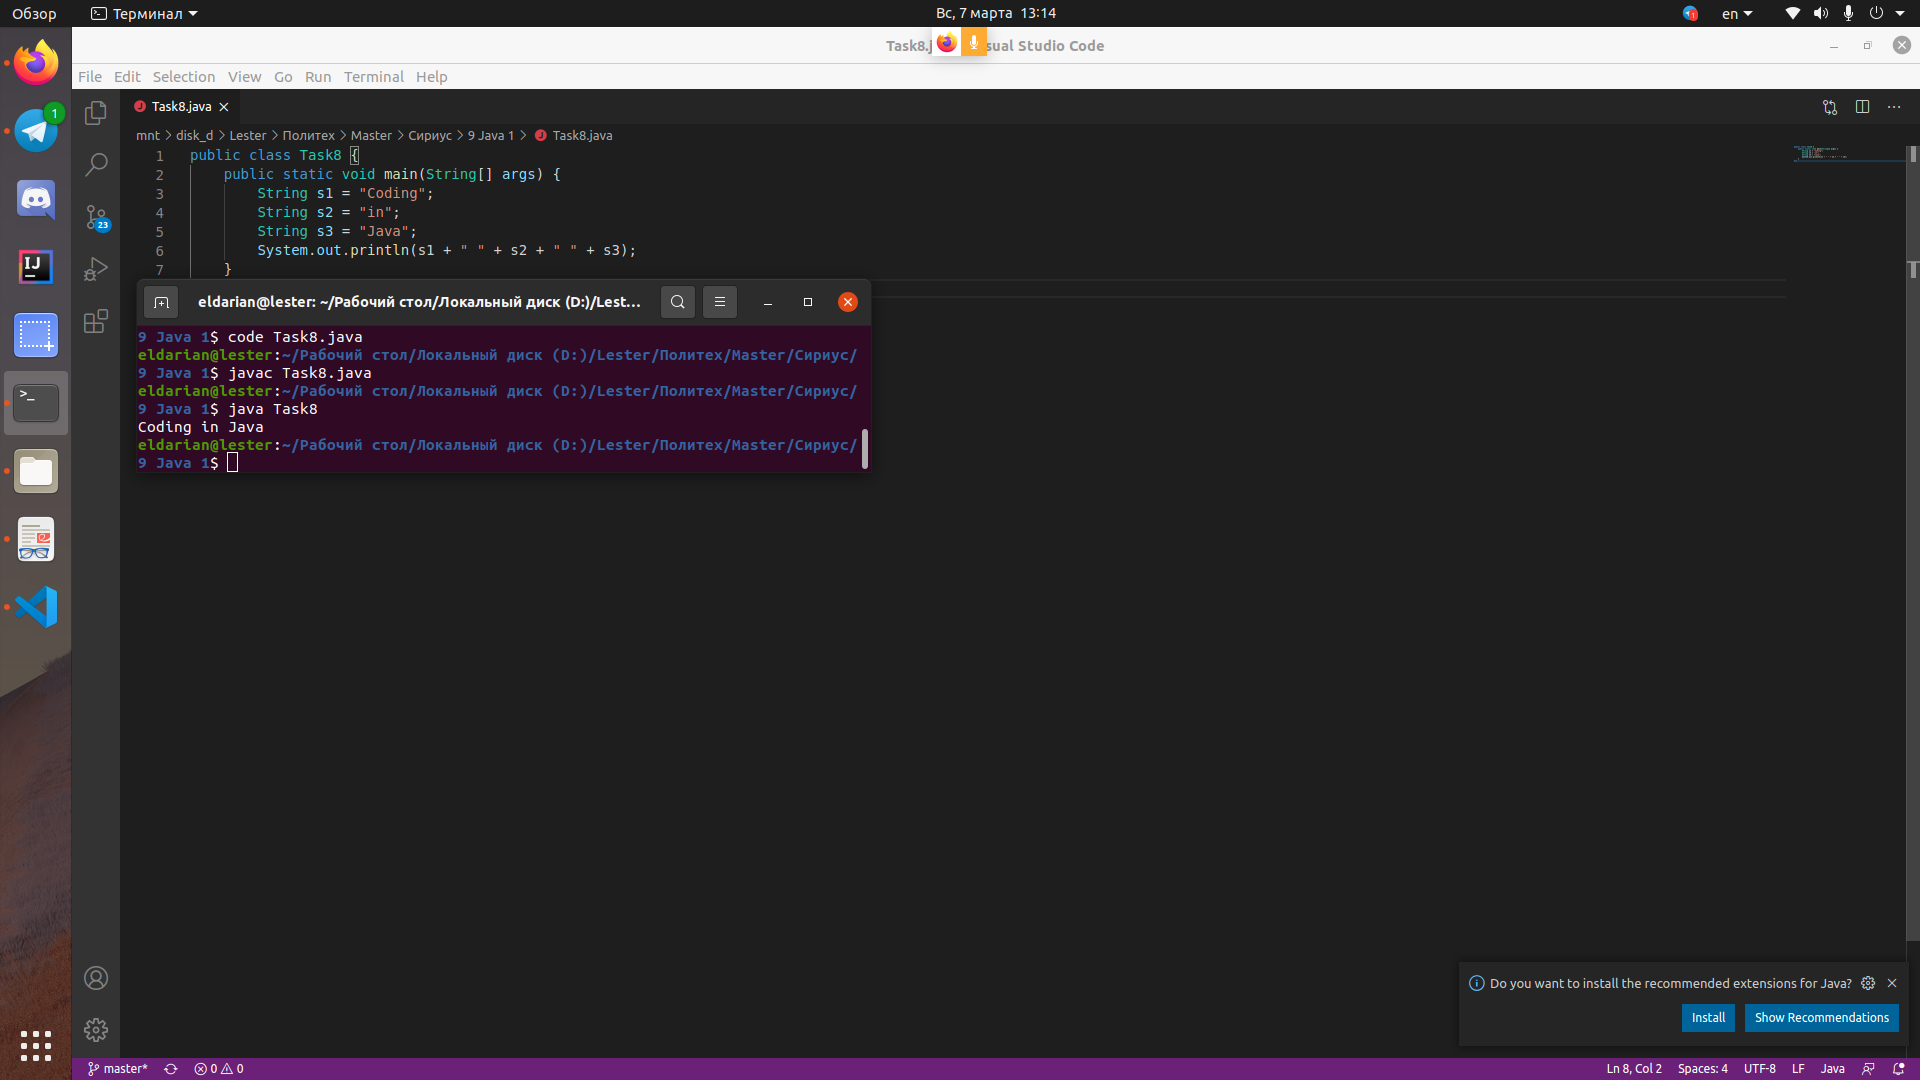 Обзор
Терминал
Вс, 7 марта 13:14
en
Task8.j
sual Studio Code
File Edit Selection View Go Run Terminal Help
1
23
IJ
>_
Task8.java
mnt > disk_d > Lester > Политех > Master > Сириус > 9 Java 1 > Task8.java
1 public class Task8 {
2 public static void main(String[] args) {
3 String s1 = "Coding";
4 String s2 = "in";
5 String s3 = "Java";
6 System.out.println(s1 + " " + s2 + " " + s3);
7 }
eldarian@lester: ~/Рабочий стол/Локальный диск (D:)/Lest...
9 Java 1$ code Task8.java
eldarian@lester:~/Рабочий стол/Локальный диск (D:)/Lester/Политех/Master/Сириус/
9 Java 1$ javac Task8.java
eldarian@lester:~/Рабочий стол/Локальный диск (D:)/Lester/Политех/Master/Сириус/
9 Java 1$ java Task8
Coding in Java
eldarian@lester:~/Рабочий стол/Локальный диск (D:)/Lester/Политех/Master/Сириус/
9 Java 1$
Do you want to install the recommended extensions for Java?
Install
Show Recommendations
master* 0 0
Ln 8, Col 2 Spaces: 4 UTF-8 LF Java